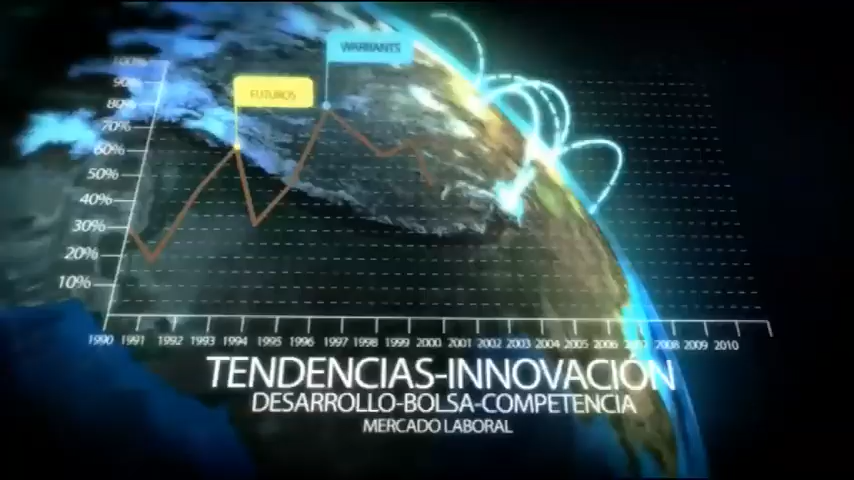 WARRANTS
100%
90%
FUTUROS
80%
70%
60%
50%
40%
30%
20%
10%
1990 1991 1992 1993 1994 1995 1996 1997 1998 1999 2000 2001 2002 2003 2004 2005 2006 2007 2008 2009 2010
TENDENCIAS-INNOVACIÓN
DESARROLLO-BOLSA-COMPETENCIA
MERCADO LABORAL